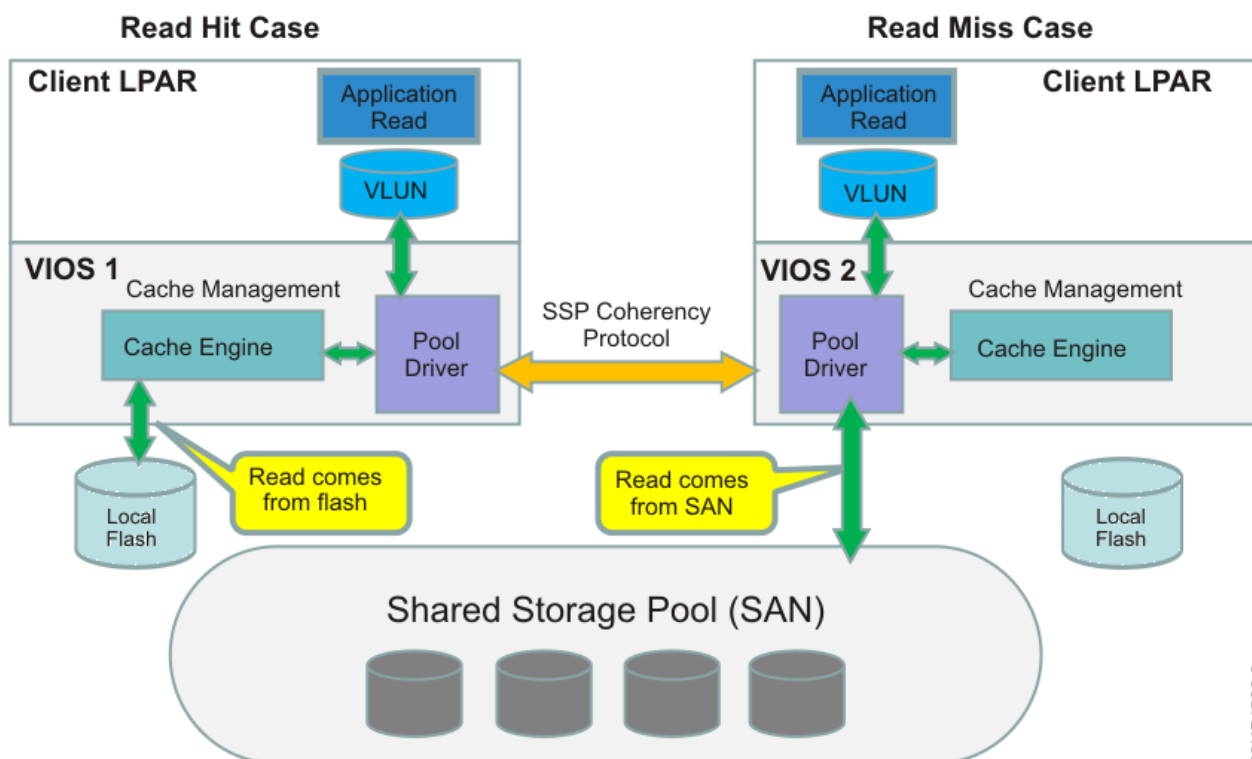 Read Hit Case
Read Miss Case
Client LPAR
Application
Read
VLUN
VIOS 1
Cache Management
Cache Engine
Pool
Driver
SSP Coherency
Protocol
Client LPAR
Application
Read
VLUN
VIOS 2
Cache Management
Pool
Driver
Cache Engine
Read comes
from flash
Local
Flash
Read comes
from SAN
Local
Flash
Shared Storage Pool (SAN)